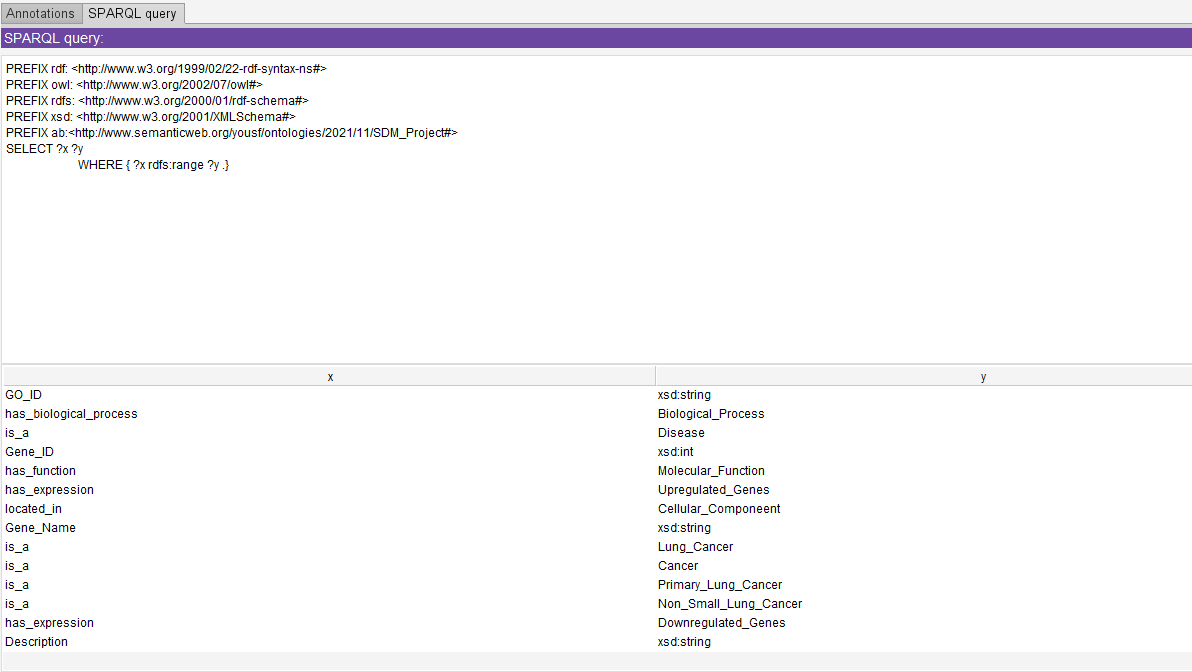 Annotations SPARQL query
SPARQL query:
PREFIX rdf: <http://www.w3.org/1999/02/22-rdf-syntax-ns#>
PREFIX owl: <http://www.w3.org/2002/07/owl#>
PREFIX rdfs: <http://www.w3.org/2000/01/rdf-schema#>
PREFIX xsd: <http://www.w3.org/2001/XMLSchema#>
PREFIX ab:<http://www.semanticweb.org/yousf/ontologies/2021/11/SDM_Project#>
SELECT ?x ?y
WHERE { ?x rdfs:range ?y .}
x y
GO_ID xsd:string
has_biological_process Biological_Process
is_a Disease
Gene_ID xsd:int
has_function Molecular_Function
has_expression Upregulated_Genes
located_in Cellular_Componeent
Gene_Name xsd:string
is_a Lung_Cancer
is_a Cancer
is_a Primary_Lung_Cancer
is_a Non_Small_Lung_Cancer
has_expression Downregulated_Genes
Description xsd:string